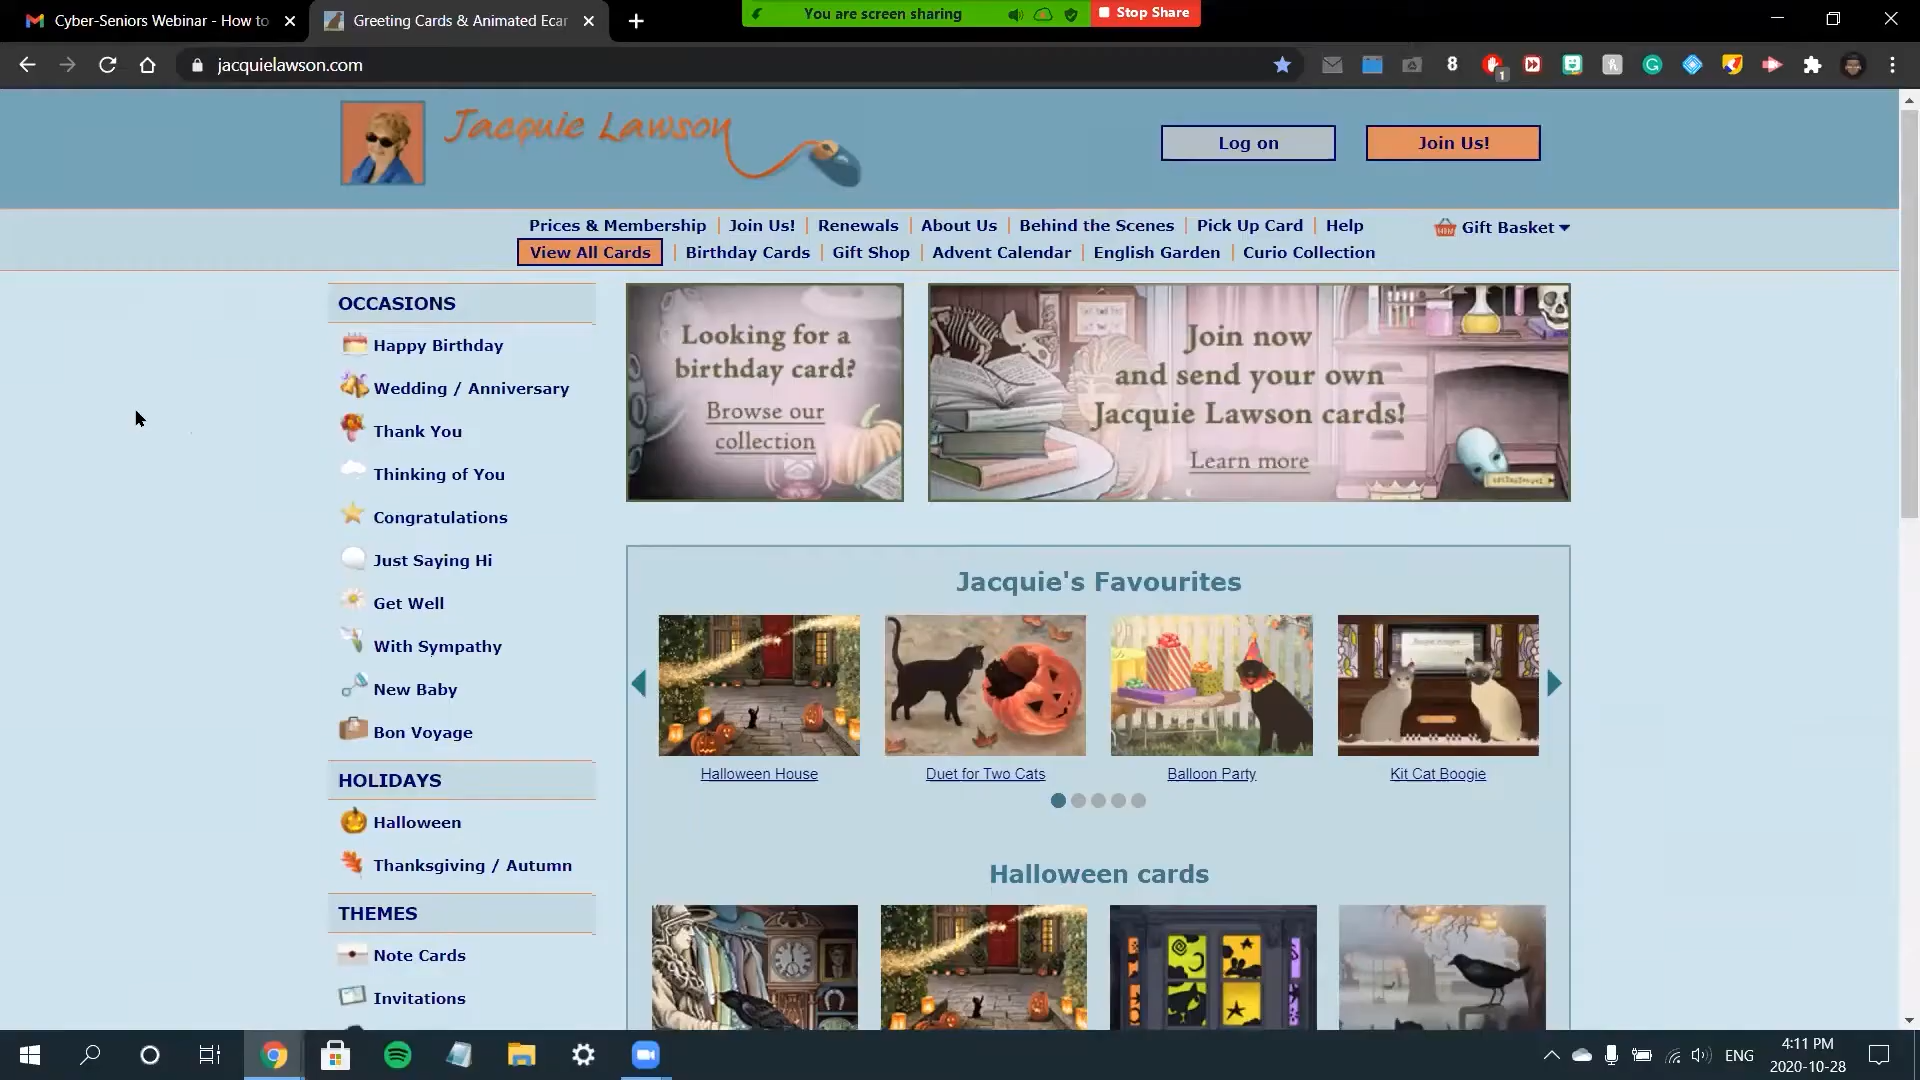 Cyber-Seniors Webinar - How to
Greeting Cards & Animated Ecar
You are screen sharing
Stop Share
jacquielawson.com
8
1
Jacquie Lawson
Log on
Join Us!
Prices & Membership
Join Us!
Renewals
About Us
Behind the Scenes
Pick Up Card
Help
Gift Basket
View All Cards
Birthday Cards
Gift Shop
Advent Calendar
English Garden
Curio Collection
OCCASIONS
Happy Birthday
Wedding / Anniversary
Thank You
Thinking of You
Congratulations
Just Saying Hi
Get Well
With Sympathy
New Baby
Bon Voyage
HOLIDAYS
Halloween
Thanksgiving / Autumn
THEMES
Note Cards
Invitations
Looking for a
birthday card?
Browse our
collection
Join now
and send your own
Jacquie Lawson cards!
Learn more
Jacquie's Favourites
Halloween House
Duet for Two Cats
Balloon Party
Kit Cat Boogie
Halloween cards
ENG
4:11 PM
2020-10-28